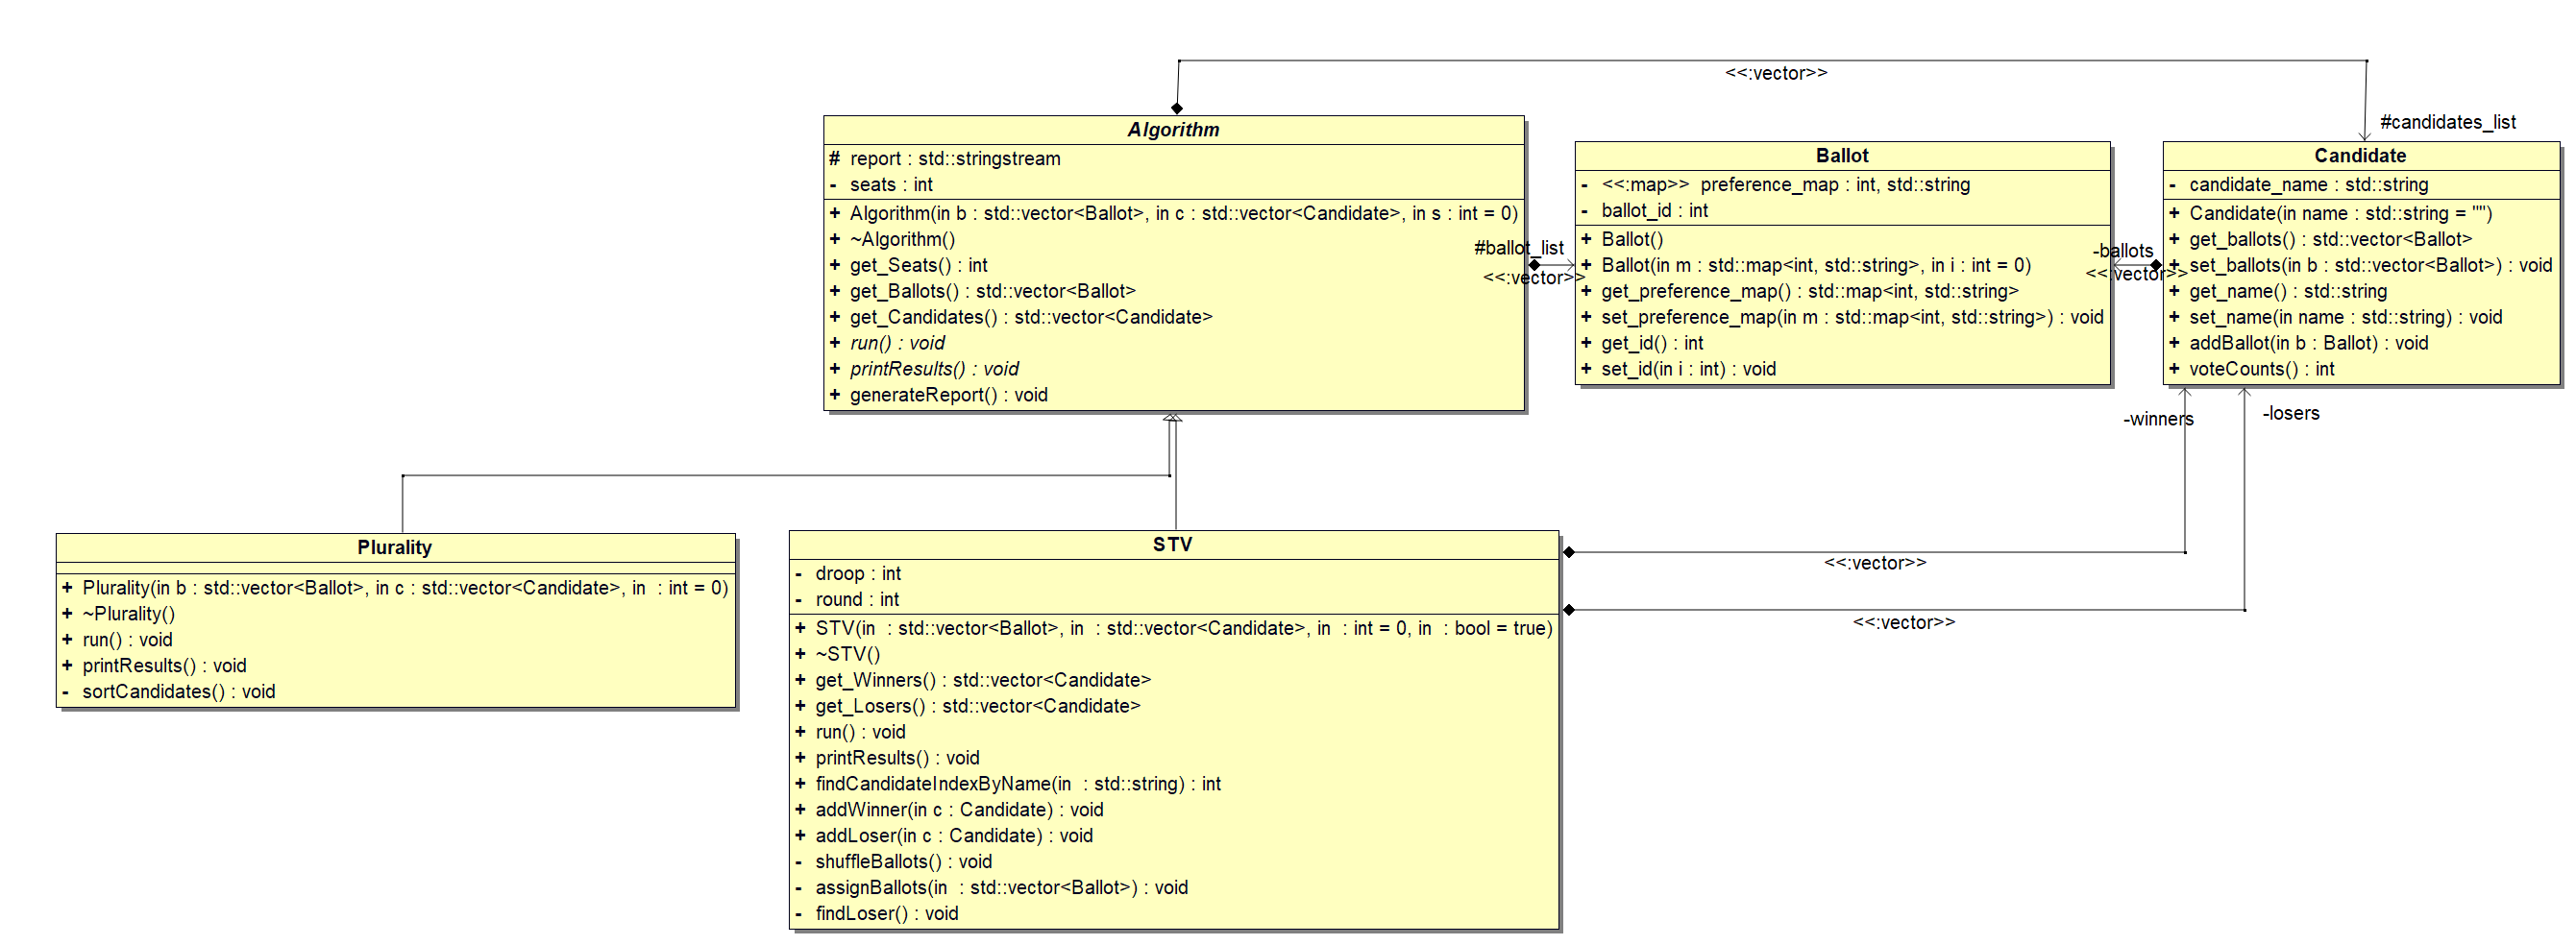 <<:vector>>
#candidates_list
Algorithm
# report : std::stringstream
- seats : int
+ Algorithm(in b : std::vector<Ballot>, in c : std::vector<Candidate>, in s : int = 0)
+ ~Algorithm()
+ get_Seats() : int
+ get_Ballots() : std::vector<Ballot>
+ get_Candidates() : std::vector<Candidate>
+ run() : void
+ printResults() : void
+ generateReport() : void
#ballot_list
<<:vector>>
Ballot
- <<:map>> preference_map : int, std::string
- ballot_id : int
+ Ballot()
+ Ballot(in m : std::map<int, std::string>, in i : int = 0)
+ get_preference_map() : std::map<int, std::string>
+ set_preference_map(in m : std::map<int, std::string>) : void
+ get_id() : int
+ set_id(in i : int) : void
-ballots
<<:vector>>
Candidate
- candidate_name : std::string
+ Candidate(in name : std::string = "")
+ get_ballots() : std::vector<Ballot>
+ set_ballots(in b : std::vector<Ballot>) : void
+ get_name() : std::string
+ set_name(in name : std::string) : void
+ addBallot(in b : Ballot) : void
+ voteCounts() : int
-winners
-losers
<<:vector>>
<<:vector>>
Plurality
+ Plurality(in b : std::vector<Ballot>, in c : std::vector<Candidate>, in : int = 0)
+ ~Plurality()
+ run() : void
+ printResults() : void
- sortCandidates() : void
STV
- droop : int
- round : int
+ STV(in : std::vector<Ballot>, in : std::vector<Candidate>, in : int = 0, in : bool = true)
+ ~STV()
+ get_Winners() : std::vector<Candidate>
+ get_Losers() : std::vector<Candidate>
+ run() : void
+ printResults() : void
+ findCandidateIndexByName(in : std::string) : int
+ addWinner(in c : Candidate) : void
+ addLoser(in c : Candidate) : void
- shuffleBallots() : void
- assignBallots(in : std::vector<Ballot>) : void
- findLoser() : void